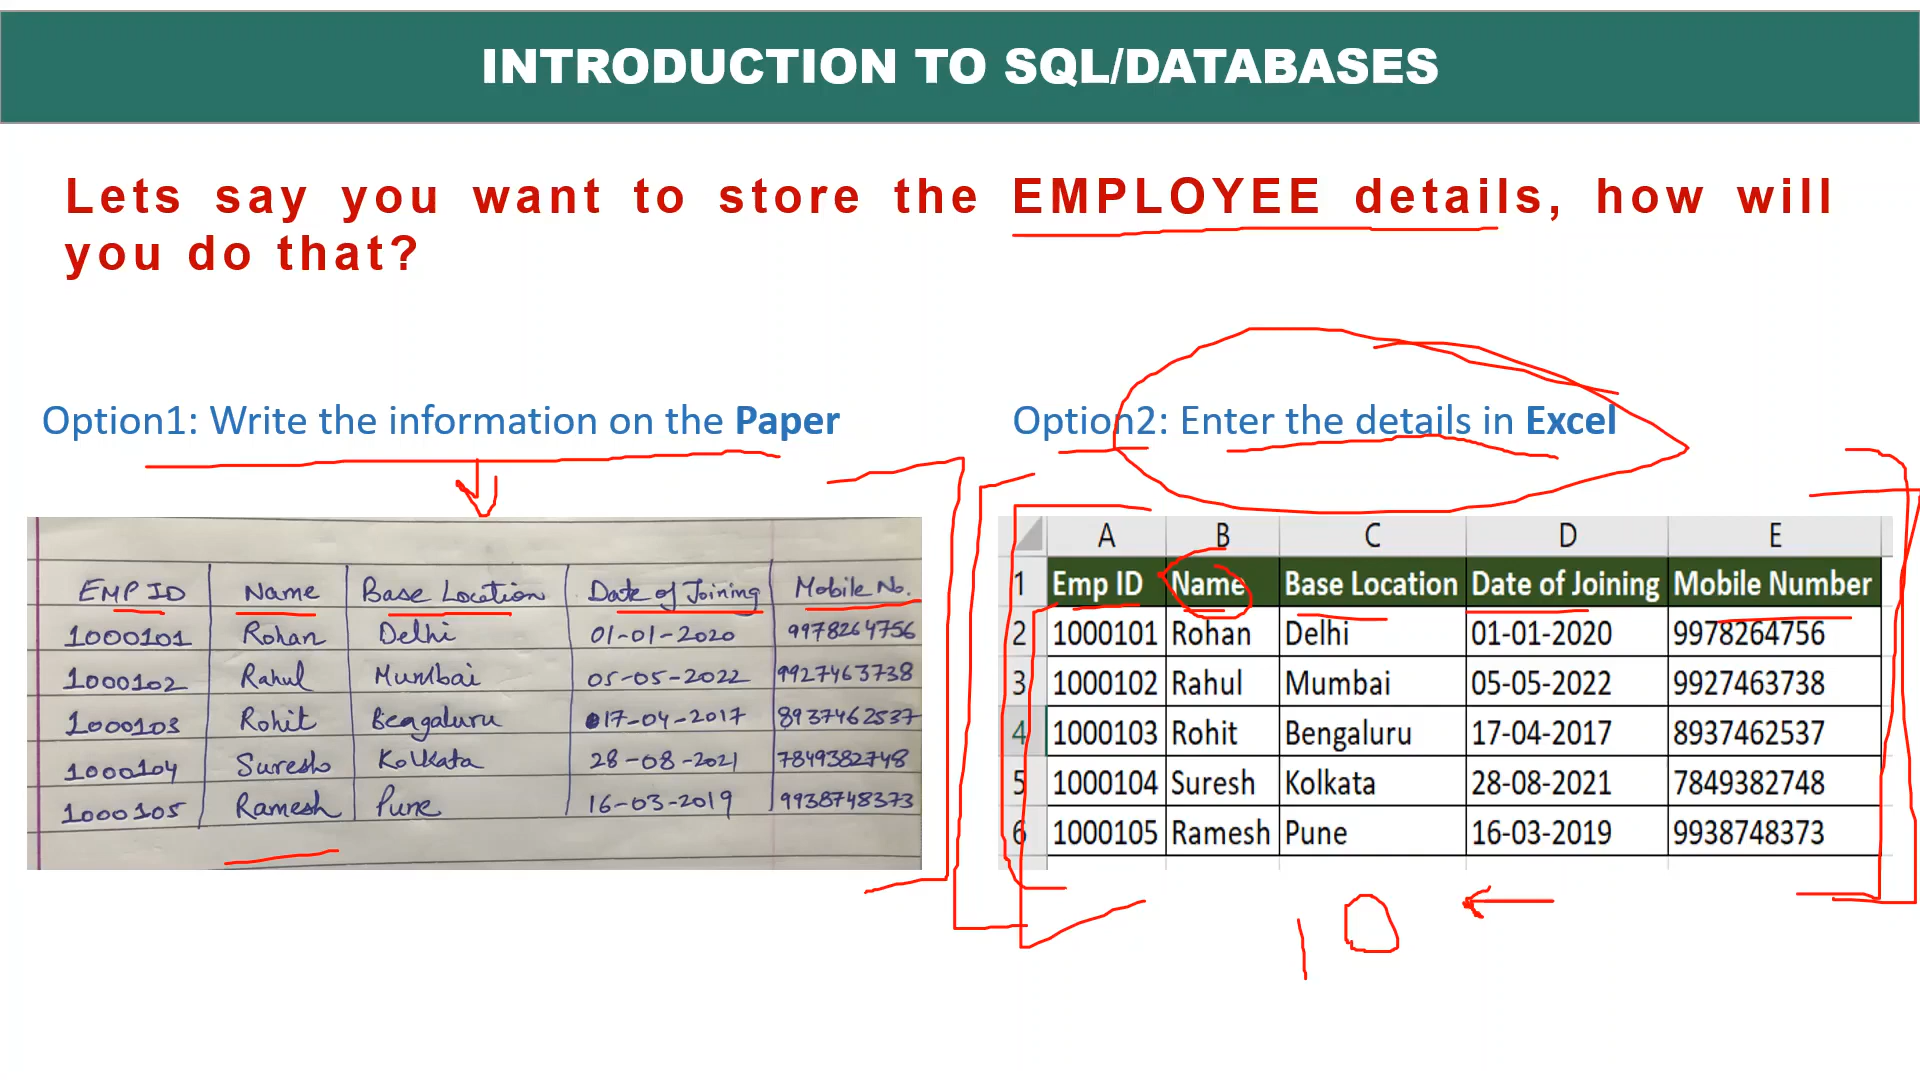 INTRODUCTION TO SQL/DATABASES
Lets say you want to store the EMPLOYEE details, how will
you do that?
Option1: Write the information on the Paper
EMP ID Name Base Location Date of Joining Mobile No.
1000101 Rohan Delhi 01-01-2020 9978264756
1000102 Rahul Mumbai 05-05-2022 9927463738
1000103 Rohit Bengaluru 17-04-2017 8937462537
1000104 Suresh Kolkata 28-08-2021 7849382748
1000105 Ramesh Pune 16-03-2019 9938748373
Option2: Enter the details in Excel
A B C D E
1 Emp ID Name Base Location Date of Joining Mobile Number
2 1000101 Rohan Delhi 01-01-2020 9978264756
3 1000102 Rahul Mumbai 05-05-2022 9927463738
4 1000103 Rohit Bengaluru 17-04-2017 8937462537
5 1000104 Suresh Kolkata 28-08-2021 7849382748
6 1000105 Ramesh Pune 16-03-2019 9938748373
10